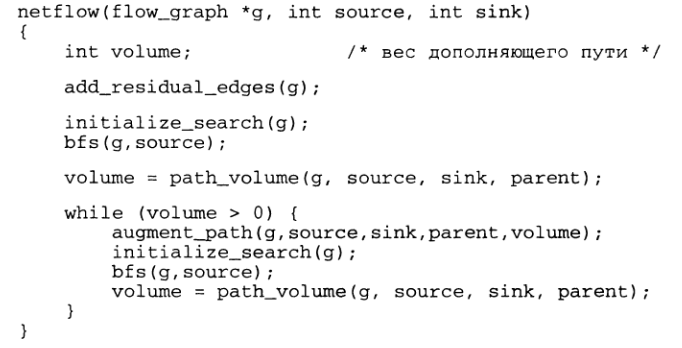 netflow(flow_graph *g, int source, int sink)
{
    int volume;             /* вес дополняющего пути */
    add_residual_edges(g);
    initialize_search(g);
    bfs(g,source);
    volume = path_volume(g, source, sink, parent);
    while (volume > 0) {
        augment_path(g,source,sink,parent,volume);
        initialize_search(g);
        bfs(g,source);
        volume = path_volume(g, source, sink, parent);
    }
}